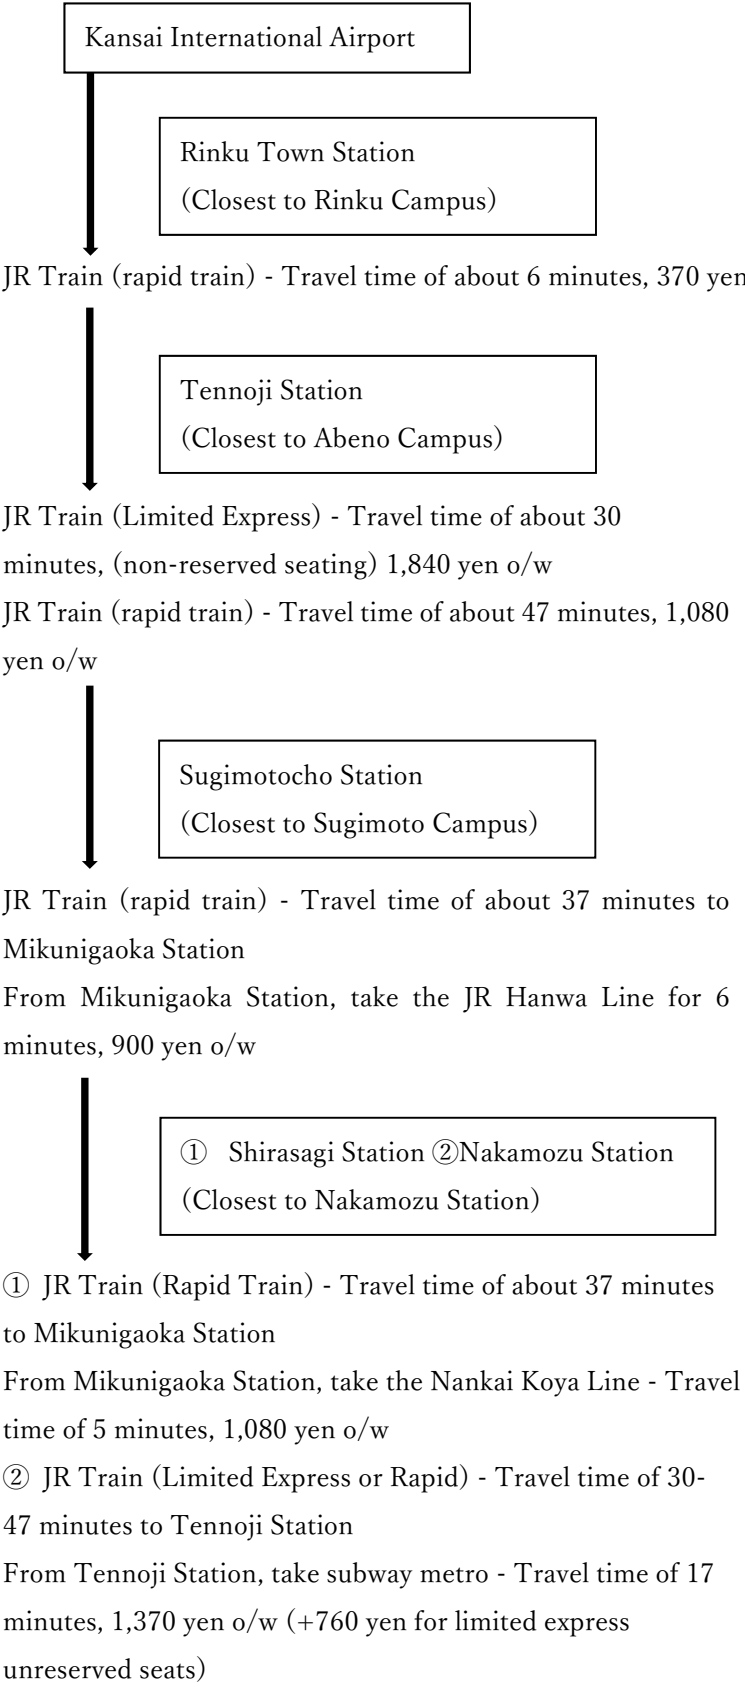 Kansai International Airport
Rinku Town Station
(Closest to Rinku Campus)
JR Train (rapid train) - Travel time of about 6 minutes, 370 yen
Tennoji Station
(Closest to Abeno Campus)
JR Train (Limited Express) - Travel time of about 30
minutes, (non-reserved seating) 1,840 yen o/w
JR Train (rapid train) - Travel time of about 47 minutes, 1,080
yen o/w
Sugimotocho Station
(Closest to Sugimoto Campus)
JR Train (rapid train) - Travel time of about 37 minutes to
Mikunigaoka Station
From Mikunigaoka Station, take the JR Hanwa Line for 6
minutes, 900 yen o/w
① Shirasagi Station ②Nakamozu Station
(Closest to Nakamozu Station)
① JR Train (Rapid Train) - Travel time of about 37 minutes
to Mikunigaoka Station
From Mikunigaoka Station, take the Nankai Koya Line - Travel
time of 5 minutes, 1,080 yen o/w
② JR Train (Limited Express or Rapid) - Travel time of 30-
47 minutes to Tennoji Station
From Tennoji Station, take subway metro - Travel time of 17
minutes, 1,370 yen o/w (+760 yen for limited express
unreserved seats)